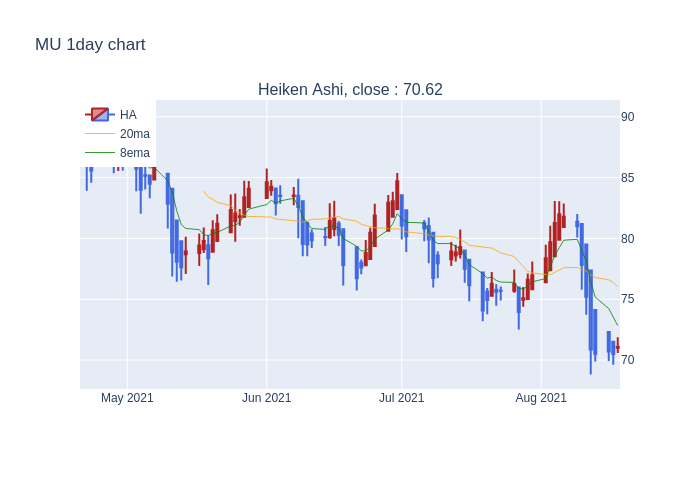 MU 1day chart
Heiken Ashi, close : 70.62
HA
20ma
8ema
90
85
80
75
70
May 2021
Jun 2021
Jul 2021
Aug 2021